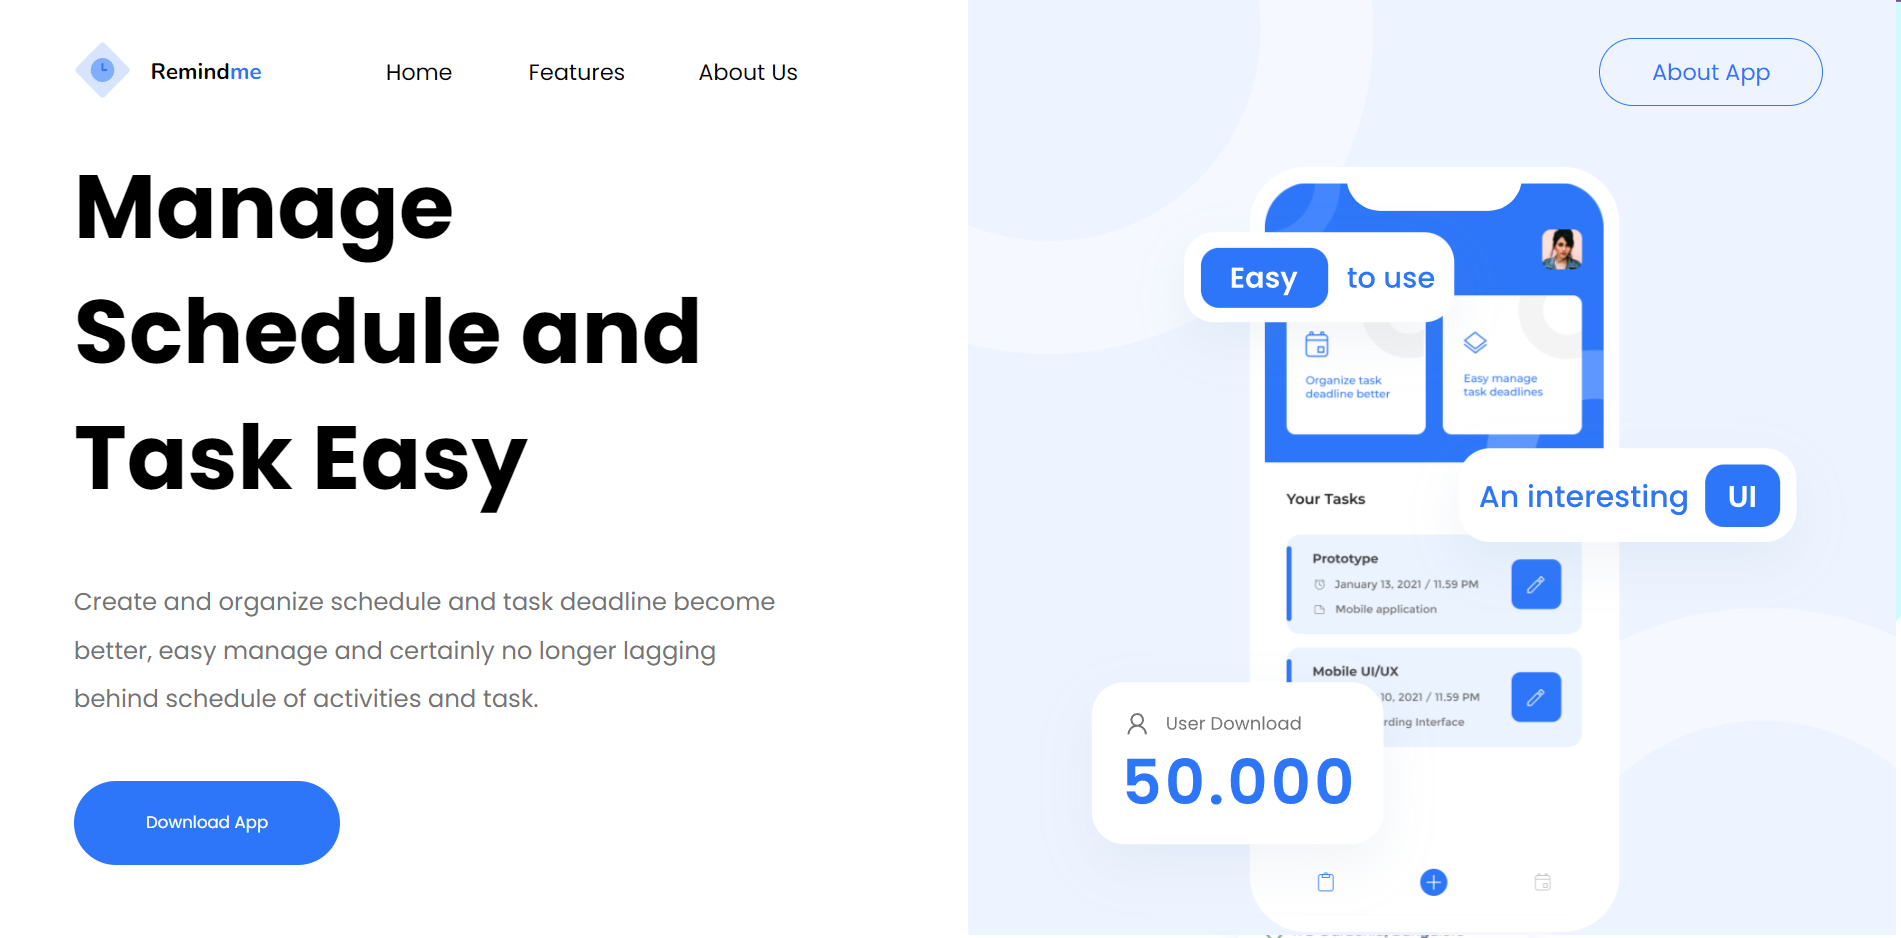 Remindme
Home
Features
About Us
About App
Manage
Schedule and
Task Easy
Create and organize schedule and task deadline become
better, easy manage and certainly no longer lagging
behind schedule of activities and task.
Download App
Easy to use
Organize task
deadline better
Easy manage
task deadlines
An interesting UI
Your Tasks
Prototype
January 13, 2021 / 11.59 PM
Mobile application
Mobile UI/UX
10, 2021 / 11.59 PM
rding Interface
User Download
50.000